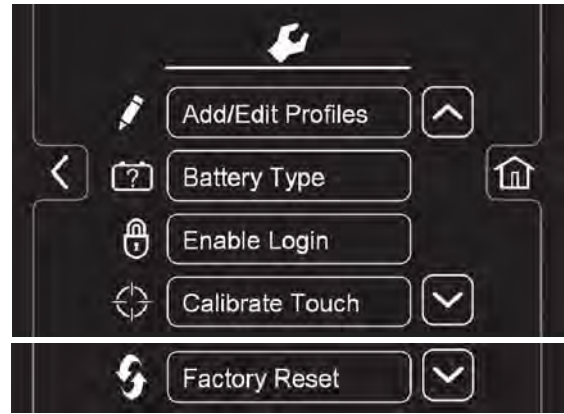 Add/Edit Profiles
Battery Type
?
Enable Login
Calibrate Touch
Factory Reset